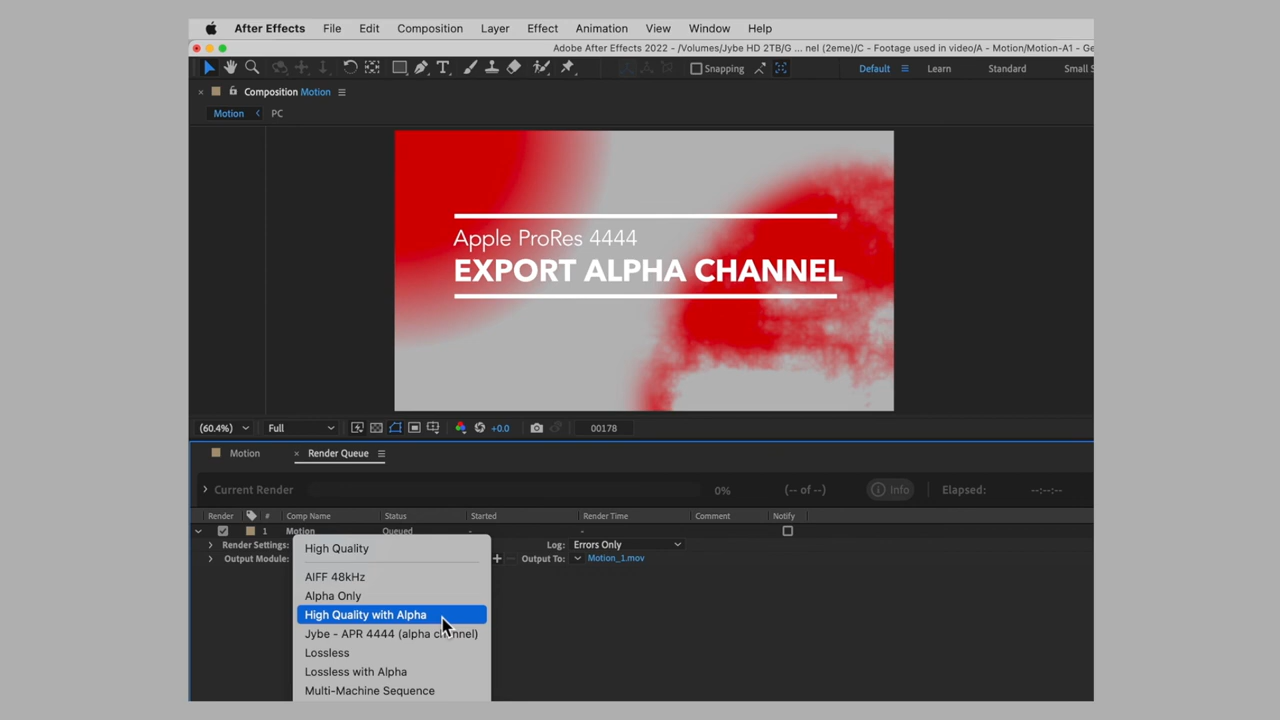 After Effects File Edit Composition Layer Effect Animation View Window Help
Adobe After Effects 2022 - /Volumes/Jybe HD 2TB/G ... nel (2eme)/C - Footage used in video/A - Motion/Motion-A1 - Ge
Snapping Default Learn Standard Small S
Composition Motion
Motion PC
Apple ProRes 4444
EXPORT ALPHA CHANNEL
(60.4%) Full +0.0 00178
Motion Render Queue
Current Render 0% (-- of --) Info Elapsed: --:--:--
Render # Comp Name Status Started Render Time Comment Notify
1 Motion Queued - -
Render Settings: Log: Errors Only
Output Module: Output To: Motion_1.mov
High Quality
AIFF 48kHz
Alpha Only
High Quality with Alpha
Jybe - APR 4444 (alpha channel)
Lossless
Lossless with Alpha
Multi-Machine Sequence